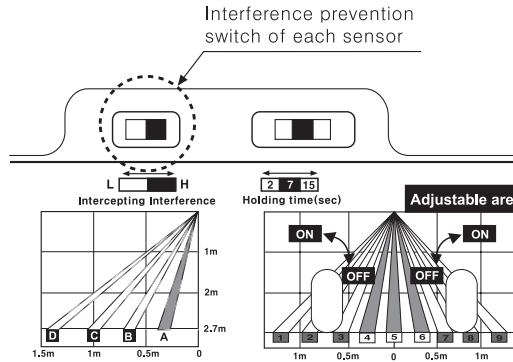 Interference prevention
switch of each sensor
L H
Intercepting Interference
2 7 15
Holding time(sec)
Adjustable are
ON ON
OFF OFF
1m
2m
2.7m
D C B A
1.5m 1m 0.5m 0
1 2 3 4 5 6 7 8 9
1m 0.5m 0 0.5m 1m